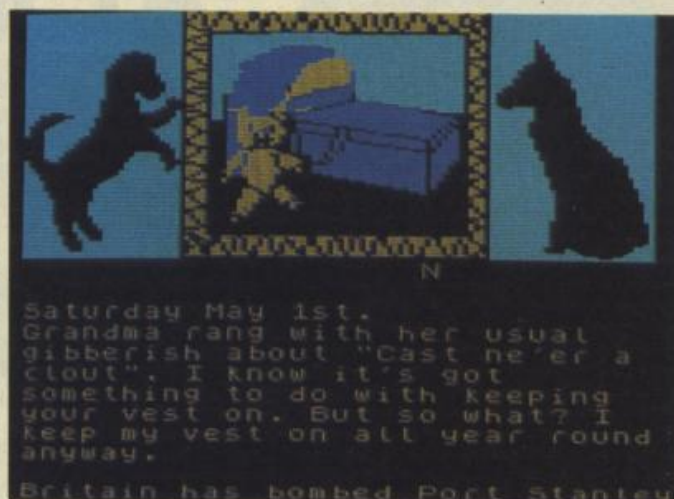 N
Saturday May 1st.
Grandma rang with her usual
gibberish about "Cast ne'er a
clout". I know it's got
something to do with keeping
your vest on. But so what? I
keep my vest on all year round
anyway.
Britain has bombed Port Stanley